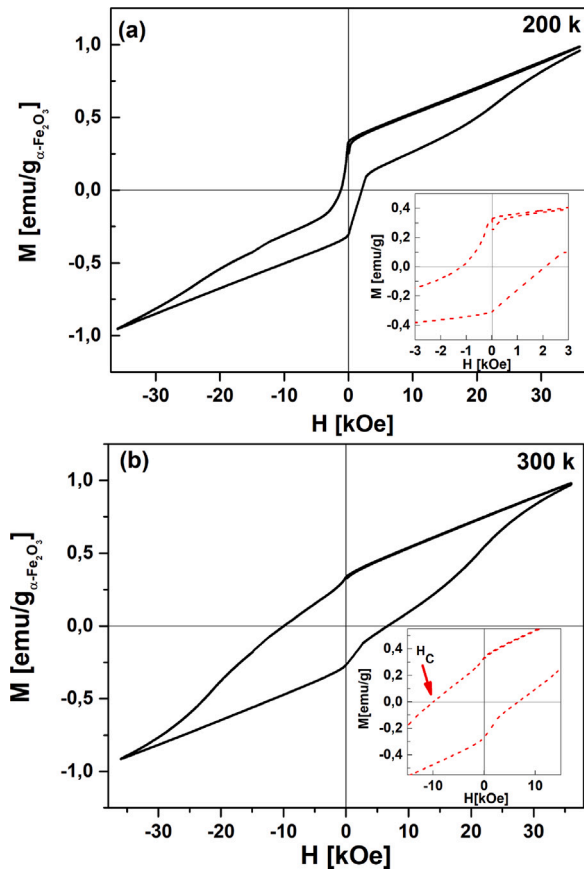 (a)
200 k
1,0
0,5
0,0
-0,5
-1,0
M [emu/gα-Fe₂O₃]
-30 -20 -10 0 10 20 30
H [kOe]
0,4
0,2
0,0
-0,2
-0,4
M [emu/g]
-3 -2 -1 0 1 2 3
H [kOe]
(b)
300 k
1,0
0,5
0,0
-0,5
-1,0
M [emu/gα-Fe₂O₃]
-30 -20 -10 0 10 20 30
H [kOe]
HC
0,4
0,2
0,0
-0,2
-0,4
M[emu/g]
-10 0 10
H[kOe]